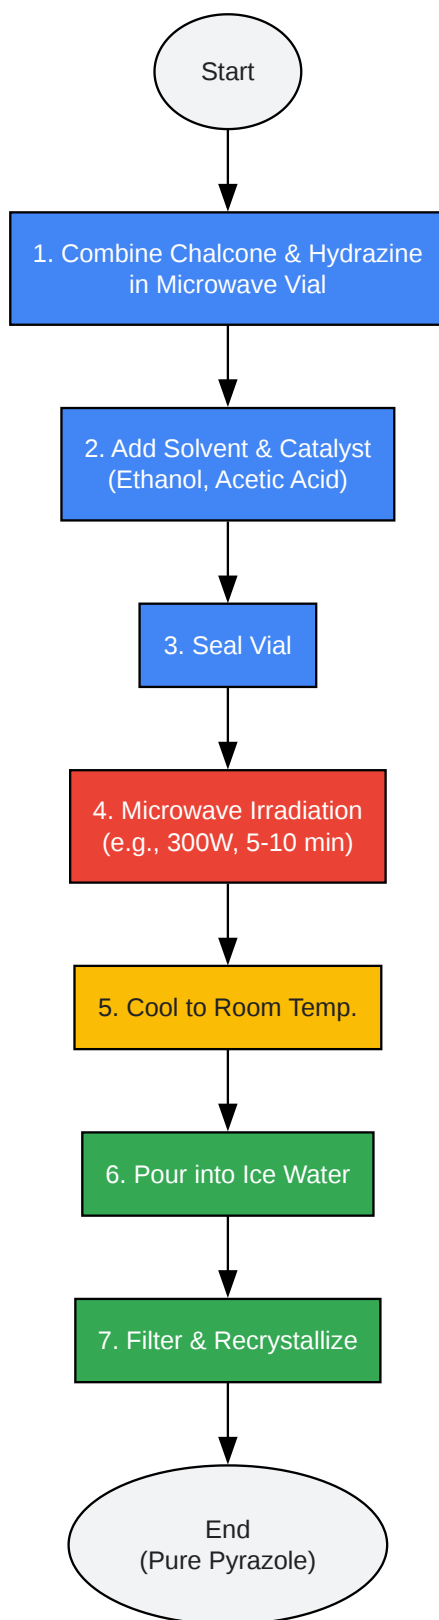 Start
1. Combine Chalcone & Hydrazine
in Microwave Vial
2. Add Solvent & Catalyst
(Ethanol, Acetic Acid)
3. Seal Vial
4. Microwave Irradiation
(e.g., 300W, 5-10 min)
5. Cool to Room Temp.
6. Pour into Ice Water
7. Filter & Recrystallize
End
(Pure Pyrazole)